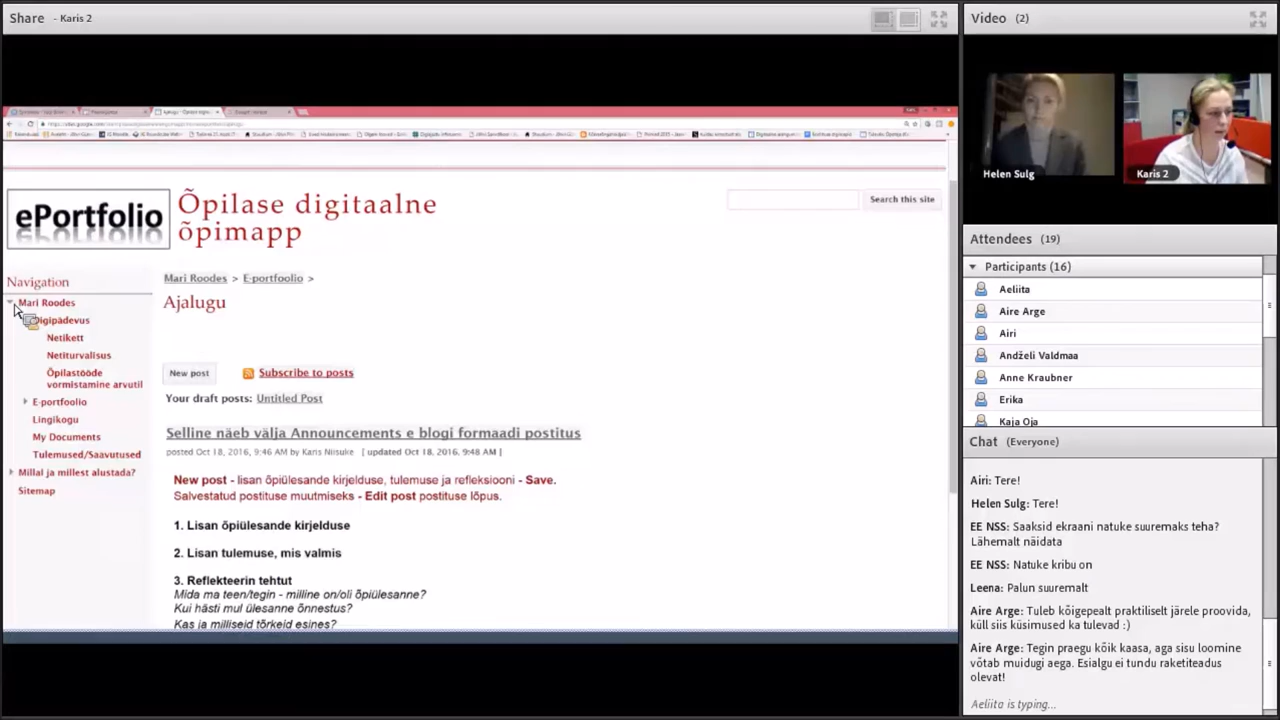 Share - Karis 2
Video (2)
Helen Sulg
Karis 2
ePortfolio
Õpilase digitaalne
õpimapp
Search this site
Navigation
Mari Roodes
Digipädevus
Netikett
Netiturvalisus
Õpilastööde
vormistamine arvutil
E-portfoolio
Lingikogu
My Documents
Tulemused/Saavutused
Millal ja millest alustada?
Sitemap
Mari Roodes > E-portfoolio >
Ajalugu
New post
Subscribe to posts
Your draft posts: Untitled Post
Selline näeb välja Announcements e blogi formaadi postitus
posted Oct 18, 2016, 9:46 AM by Karis Niisuke [ updated Oct 18, 2016, 9:48 AM ]
New post - lisan õpiülesande kirjelduse, tulemuse ja refleksiooni - Save.
Salvestatud postituse muutmiseks - Edit post postituse lõpus.
1. Lisan õpiülesande kirjelduse
2. Lisan tulemuse, mis valmis
3. Reflekteerin tehtut
Mida ma teen/tegin - milline on/oli õpiülesanne?
Kui hästi mul ülesanne õnnestus?
Kas ja milliseid tõrkeid esines?
Attendees (19)
Participants (16)
Aeliita
Aire Arge
Airi
Andželi Valdmaa
Anne Kraubner
Erika
Kaja Oja
Chat (Everyone)
Airi: Tere!
Helen Sulg: Tere!
EE NSS: Saaksid ekraani natuke suuremaks teha?
Lähemalt näidata
EE NSS: Natuke kribu on
Leena: Palun suuremalt
Aire Arge: Tuleb kõigepealt praktiliselt järele proovida,
küll siis küsimused ka tulevad :)
Aire Arge: Tegin praegu kõik kaasa, aga sisu loomine
võtab muidugi aega. Esialgu ei tundu raketiteadus
olevat!
Aeliita is typing...